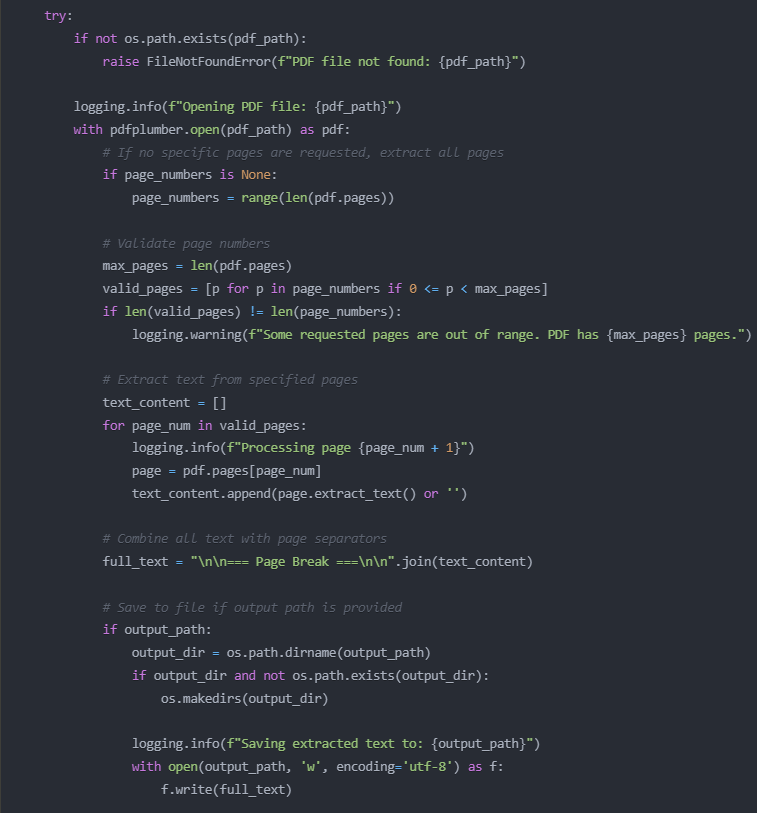 try:
if not os.path.exists(pdf_path):
raise FileNotFoundError(f"PDF file not found: {pdf_path}")
logging.info(f"Opening PDF file: {pdf_path}")
with pdfplumber.open(pdf_path) as pdf:
# If no specific pages are requested, extract all pages
if page_numbers is None:
page_numbers = range(len(pdf.pages))
# Validate page numbers
max_pages = len(pdf.pages)
valid_pages = [p for p in page_numbers if 0 <= p < max_pages]
if len(valid_pages) != len(page_numbers):
logging.warning(f"Some requested pages are out of range. PDF has {max_pages} pages.")
# Extract text from specified pages
text_content = []
for page_num in valid_pages:
logging.info(f"Processing page {page_num + 1}")
page = pdf.pages[page_num]
text_content.append(page.extract_text() or '')
# Combine all text with page separators
full_text = "\n\n=== Page Break ===\n\n".join(text_content)
# Save to file if output path is provided
if output_path:
output_dir = os.path.dirname(output_path)
if output_dir and not os.path.exists(output_dir):
os.makedirs(output_dir)
logging.info(f"Saving extracted text to: {output_path}")
with open(output_path, 'w', encoding='utf-8') as f:
f.write(full_text)